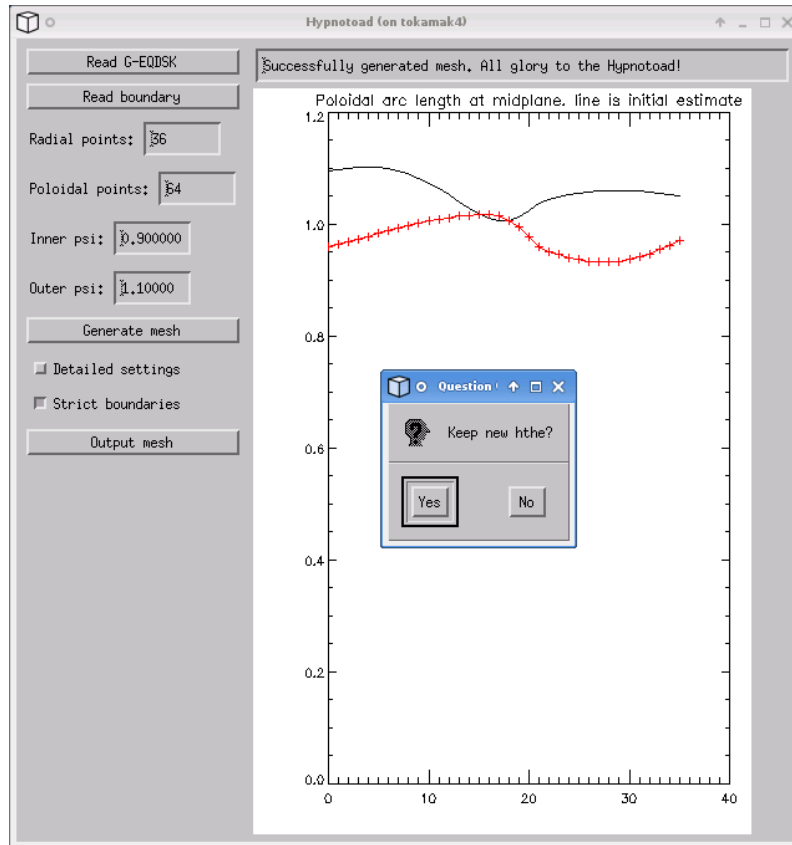 Hypnotoad (on tokamak4)
Read G-EQDSK
Successfully generated mesh. All glory to the Hypnotoad!
Read boundary
Radial points: 36
Poloidal points: 64
Inner psi: 0.900000
Outer psi: 1.10000
Generate mesh
Detailed settings
Strict boundaries
Output mesh
Poloidal arc length at midplane. line is initial estimate
1.2
1.0
0.8
0.6
0.4
0.2
0.0
0 10 20 30 40
Question
Keep new hthe?
Yes No